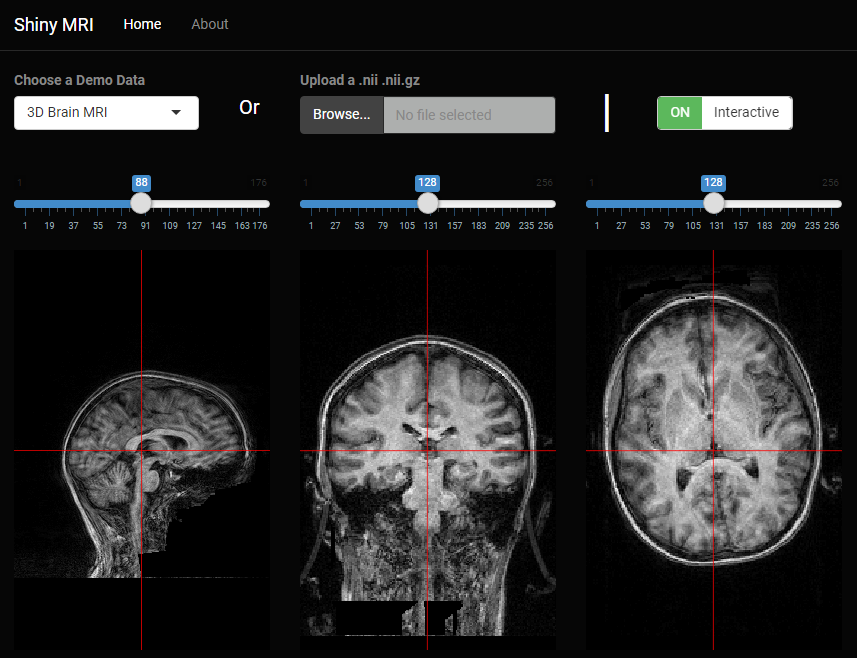 Shiny MRI Home About
Choose a Demo Data
Upload a .nii .nii.gz
3D Brain MRI
Or
Browse... No file selected
ON Interactive
1 88 176
1 128 256
1 128 256
1 19 37 55 73 91 109 127 145 163 176
1 27 53 79 105 131 157 183 209 235 256
1 27 53 79 105 131 157 183 209 235 256